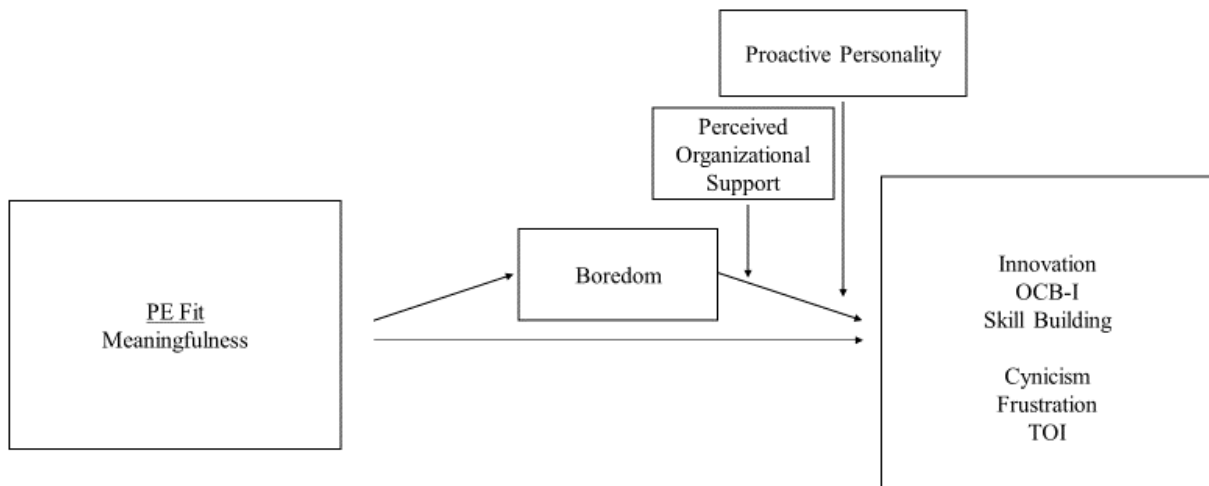 Proactive Personality
Perceived
Organizational
Support
Boredom
PE Fit
Meaningfulness
Innovation
OCB-I
Skill Building
Cynicism
Frustration
TOI